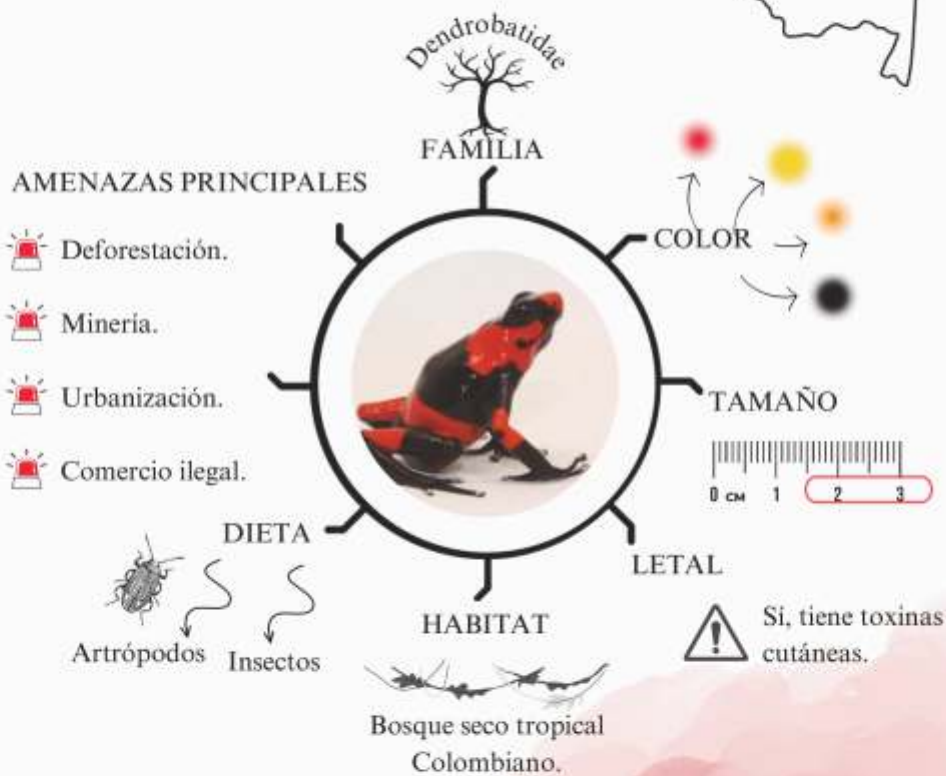 Dendrobatidae
FAMILIA
AMENAZAS PRINCIPALES
Deforestación.
Minería.
Urbanización.
Comercio ilegal.
COLOR
TAMAÑO
0 CM 1 2 3
LETAL
Sí, tiene toxinas
cutáneas.
DIETA
Artrópodos
Insectos
HABITAT
Bosque seco tropical
Colombiano.